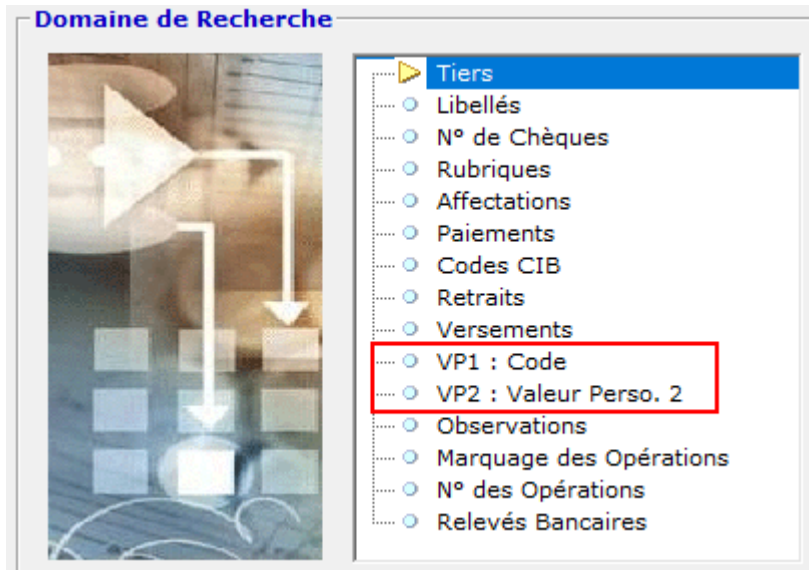 Domaine de Recherche
Tiers
Libellés
N° de Chèques
Rubriques
Affectations
Paiements
Codes CIB
Retraits
Versements
VP1 : Code
VP2 : Valeur Perso. 2
Observations
Marquage des Opérations
N° des Opérations
Relevés Bancaires